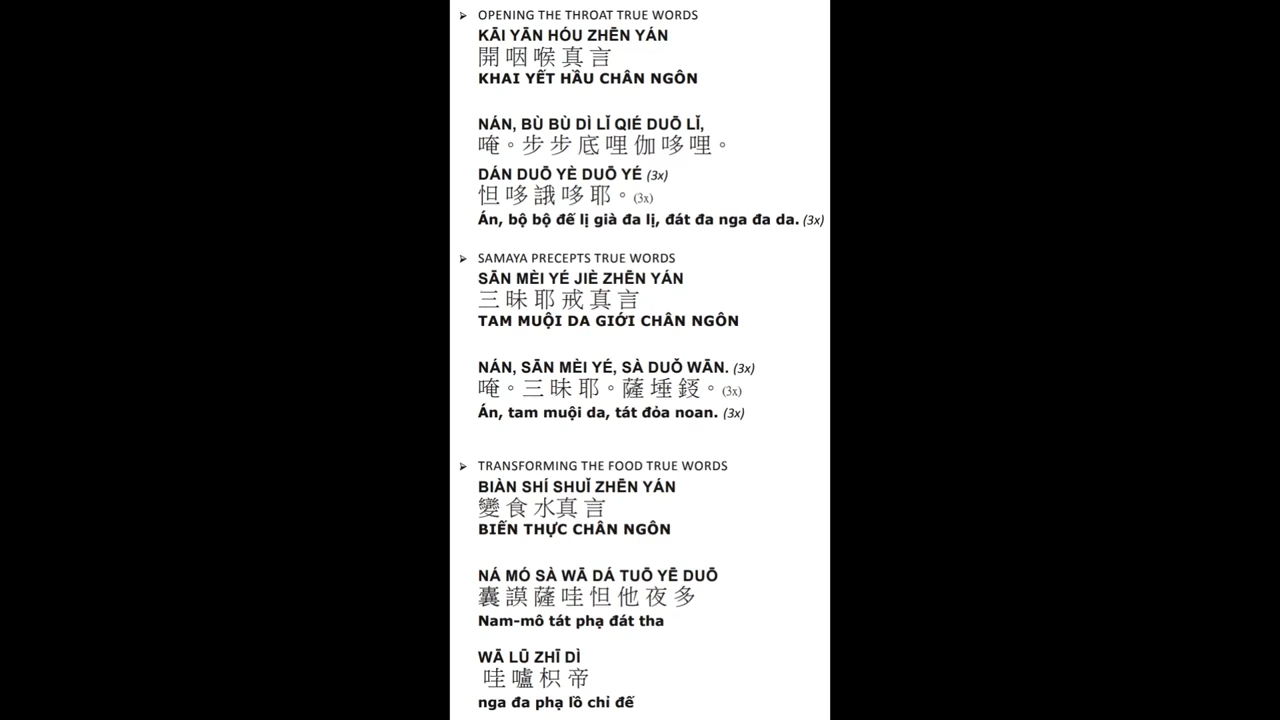 ➢ OPENING THE THROAT TRUE WORDS
KĀI YĀN HÓU ZHĒN YÁN
開咽喉真言
KHAI YẾT HẦU CHÂN NGÔN
NÁN, BÙ BÙ DÌ LǏ QIÉ DUŌ LǏ,
唵。步步底哩伽哆哩。
DÁN DUŌ YÈ DUŌ YÉ (3x)
怛哆誐哆耶。(3x)
Án, bộ bộ đế lị già đa lị, đát đa nga đa da. (3x)
➢ SAMAYA PRECEPTS TRUE WORDS
SĀN MÈI YÉ JIÈ ZHĒN YÁN
三昧耶戒真言
TAM MUỘI DA GIỚI CHÂN NGÔN
NÁN, SĀN MÈI YÉ, SÀ DUǑ WĀN. (3x)
唵。三昧耶。薩埵鋄。(3x)
Án, tam muội da, tát đỏa noan. (3x)
➢ TRANSFORMING THE FOOD TRUE WORDS
BIÀN SHÍ SHUǏ ZHĒN YÁN
變食水真言
BIẾN THỰC CHÂN NGÔN
NÁ MÓ SÀ WĀ DÁ TUŌ YĒ DUŌ
曩謨薩哇怛他夜多
Nam-mô tát phạ đát tha
WĀ LŪ ZHĪ DÌ
哇嚧枳帝
nga đa phạ lồ chỉ đế